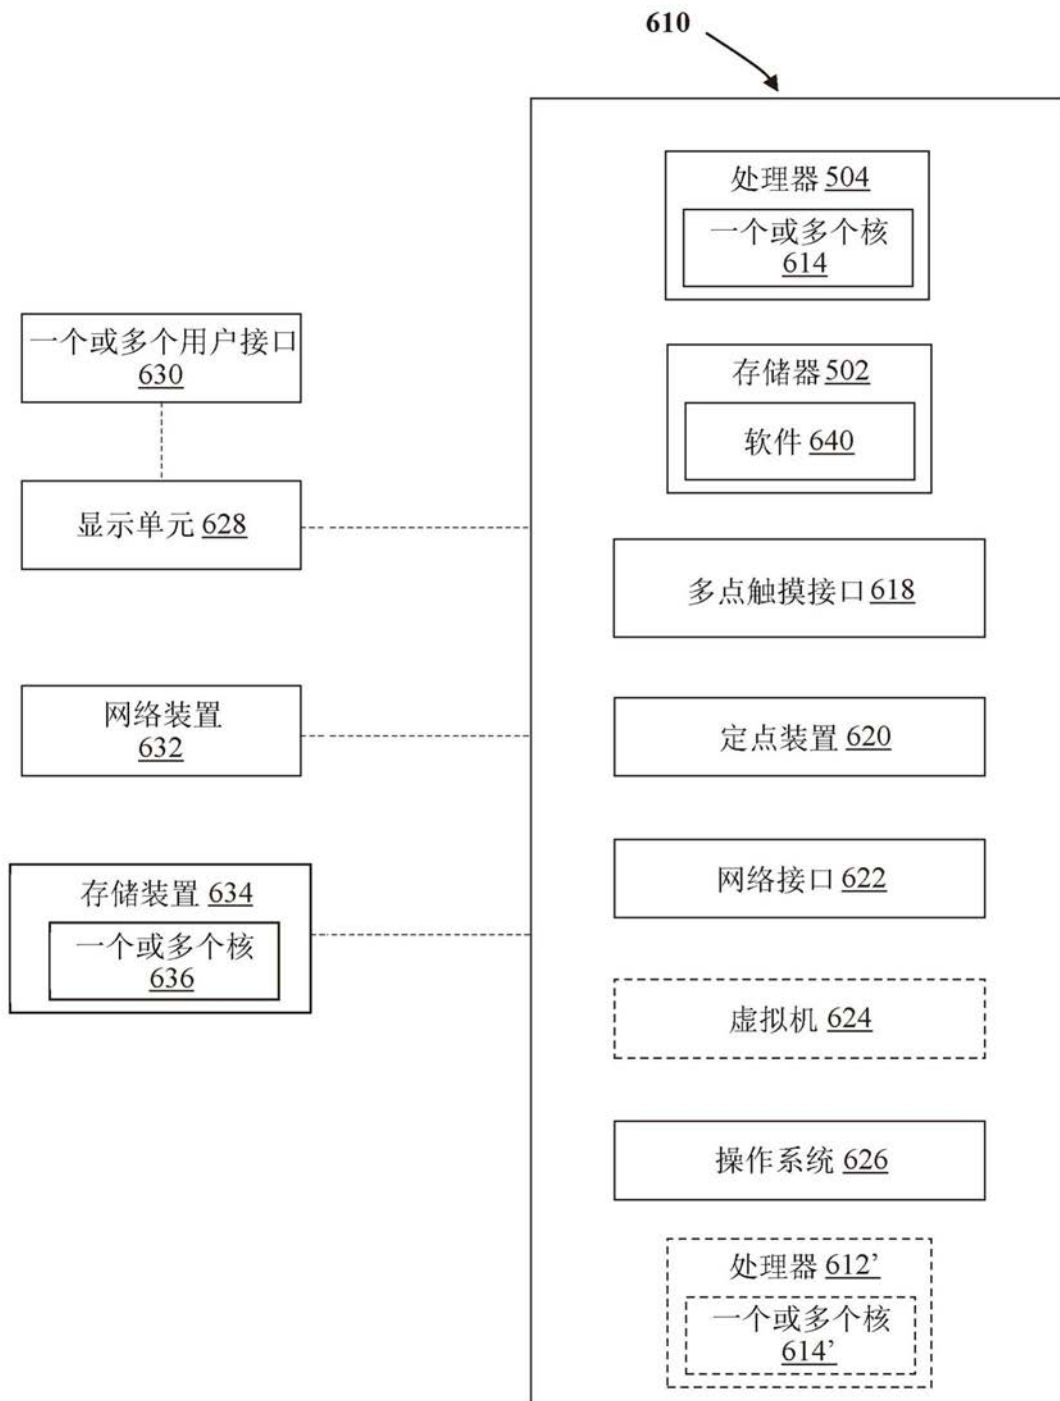 610
处理器 504
一个或多个核
614
一个或多个用户接口
630
存储器 502
软件 640
显示单元 628
多点触摸接口 618
网络装置
632
定点装置 620
存储装置 634
一个或多个核
636
网络接口 622
虚拟机 624
操作系统 626
处理器 612’
一个或多个核
614’